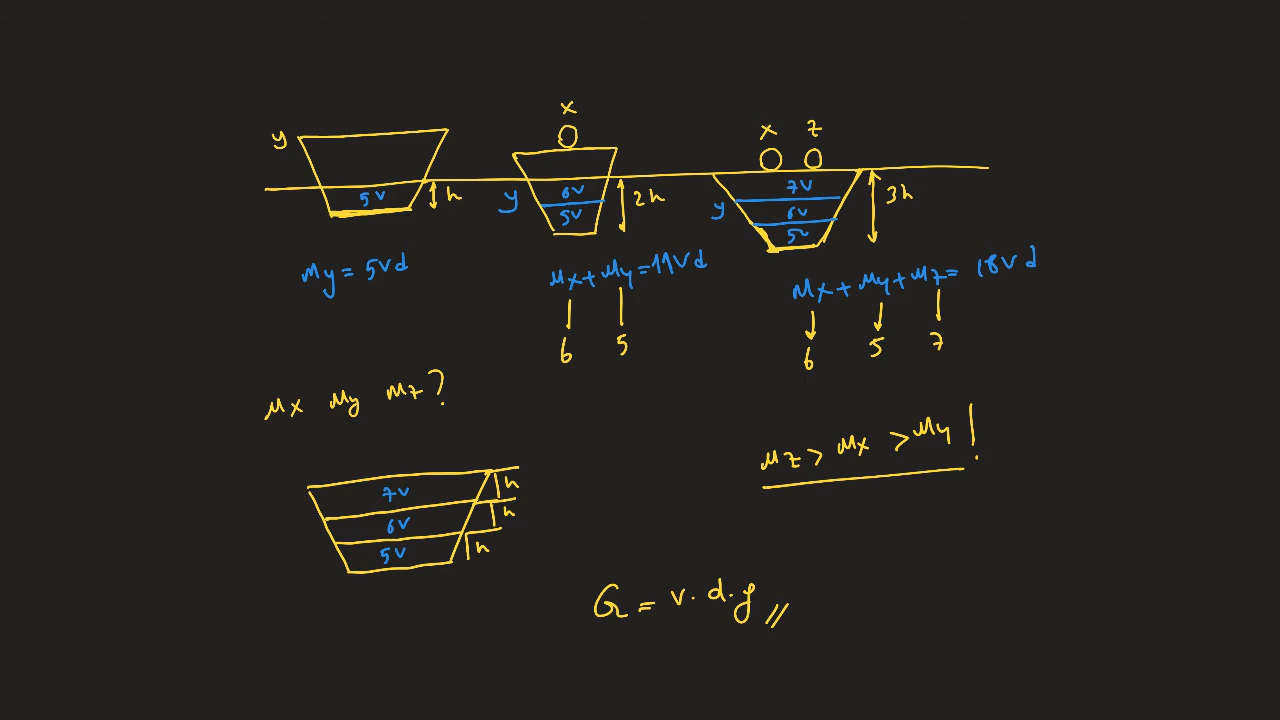 x
y
x z
5V h
y 6V 5V 2h
y 7V 6V 5V 3h
My = 5Vd
Mx + My = 11Vd
Mx + My + Mz = 18Vd
6 5
6 5 7
Mx My Mz?
Mz > Mx > My !
7V h
6V h
5V h
G = V.d.g //